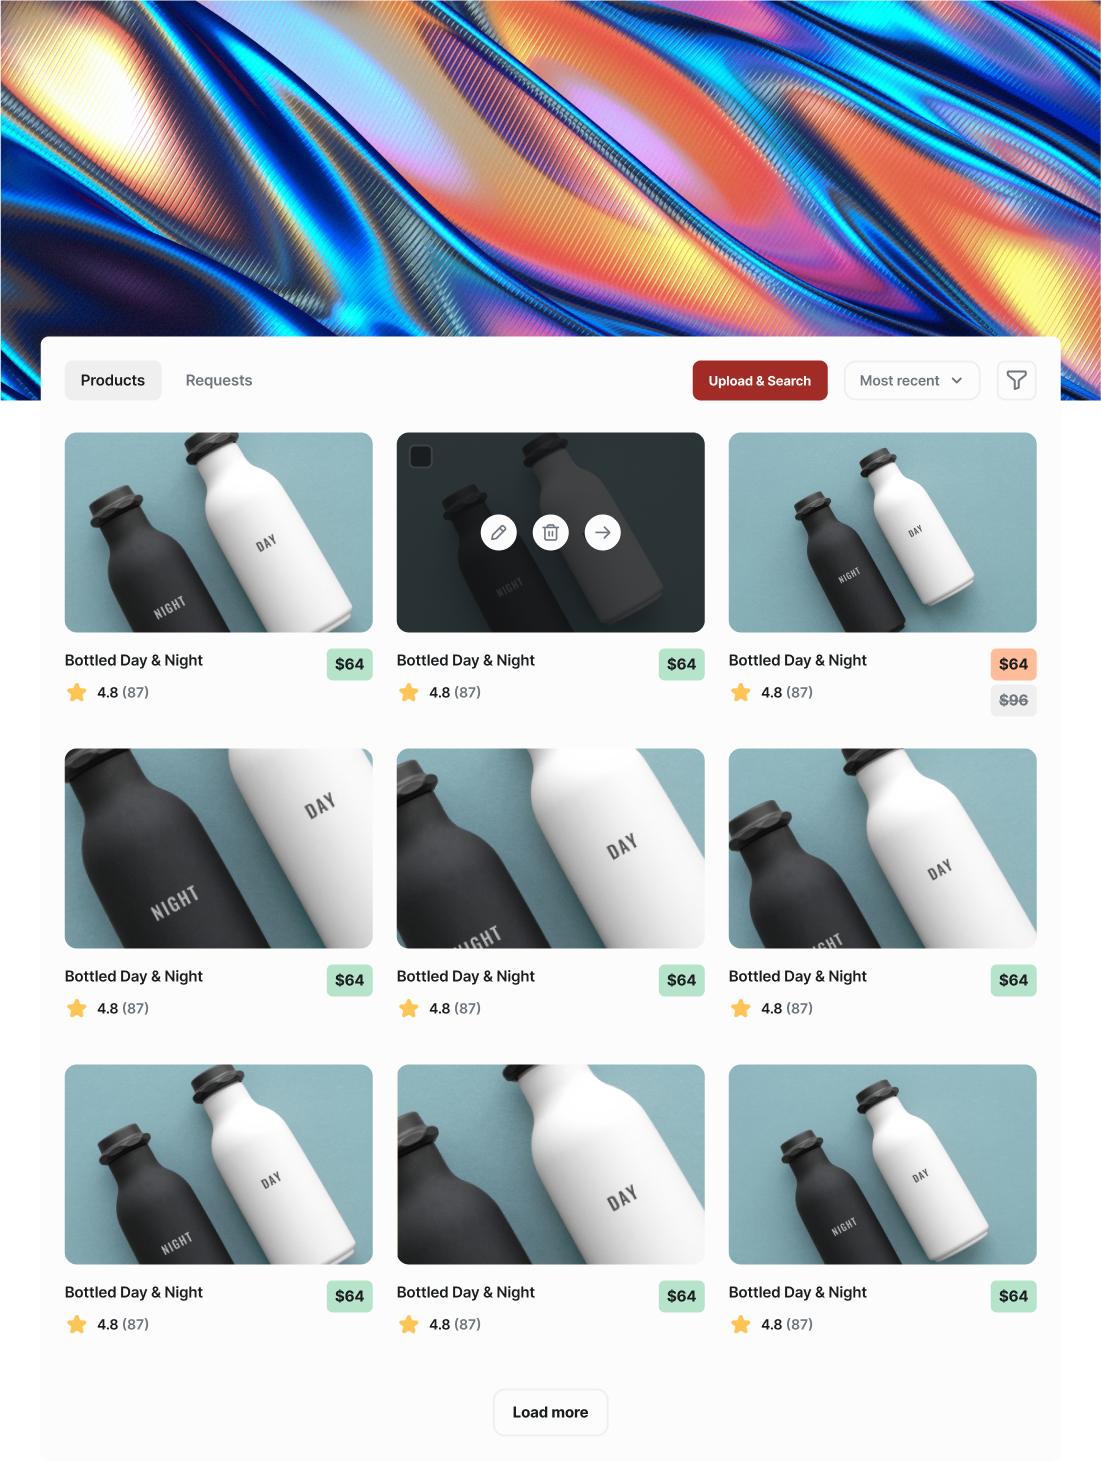 Products
Requests
Upload & Search
Most recent
NIGHT
DAY
NIGHT
NIGHT
DAY
Bottled Day & Night
$64
4.8 (87)
Bottled Day & Night
$64
4.8 (87)
Bottled Day & Night
$64
4.8 (87)
$96
NIGHT
DAY
DAY
DAY
Bottled Day & Night
$64
4.8 (87)
Bottled Day & Night
$64
4.8 (87)
Bottled Day & Night
$64
4.8 (87)
NIGHT
DAY
DAY
NIGHT
DAY
Bottled Day & Night
$64
4.8 (87)
Bottled Day & Night
$64
4.8 (87)
Bottled Day & Night
$64
4.8 (87)
Load more